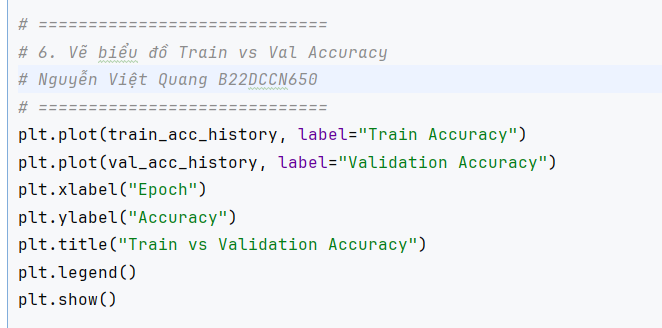 # =============================
# 6. Vẽ biểu đồ Train vs Val Accuracy
# Nguyễn Việt Quang B22DCCN650
# =============================
plt.plot(train_acc_history, label="Train Accuracy")
plt.plot(val_acc_history, label="Validation Accuracy")
plt.xlabel("Epoch")
plt.ylabel("Accuracy")
plt.title("Train vs Validation Accuracy")
plt.legend()
plt.show()